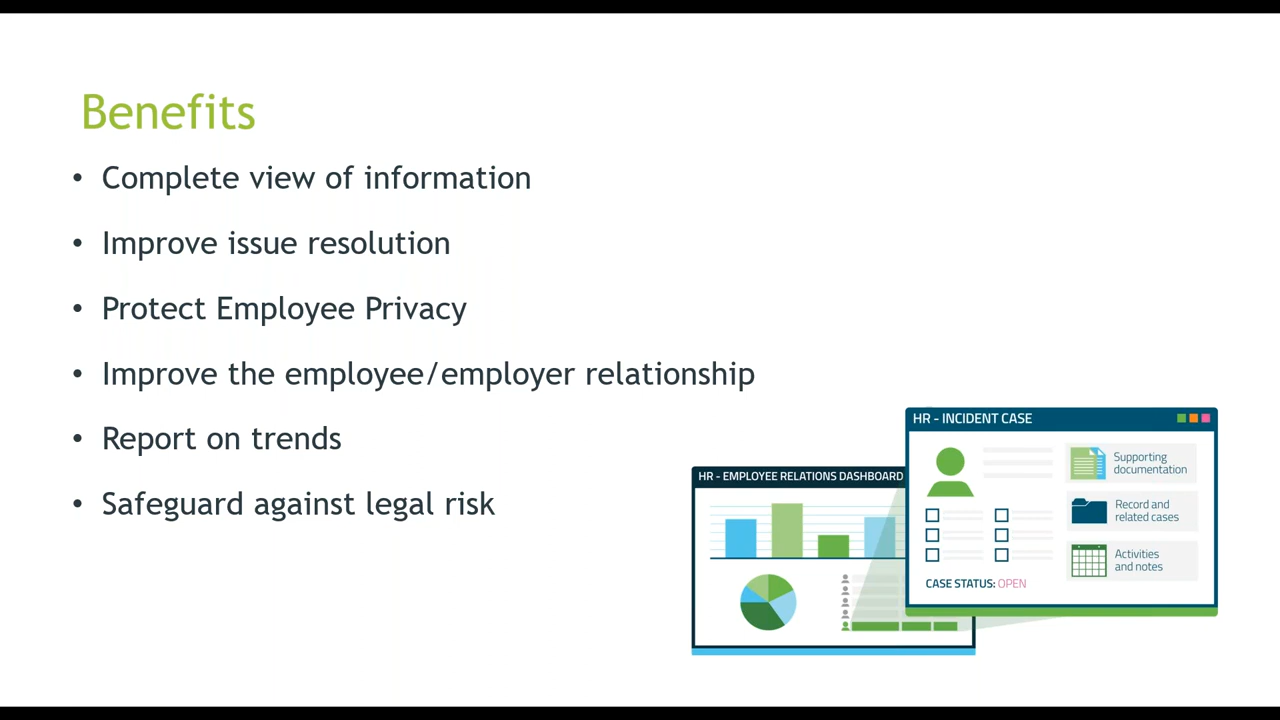 Benefits
• Complete view of information
• Improve issue resolution
• Protect Employee Privacy
• Improve the employee/employer relationship
• Report on trends
• Safeguard against legal risk
HR - EMPLOYEE RELATIONS DASHBOARD
HR - INCIDENT CASE
Supporting
documentation
Record and
related cases
Activities
and notes
CASE STATUS: OPEN